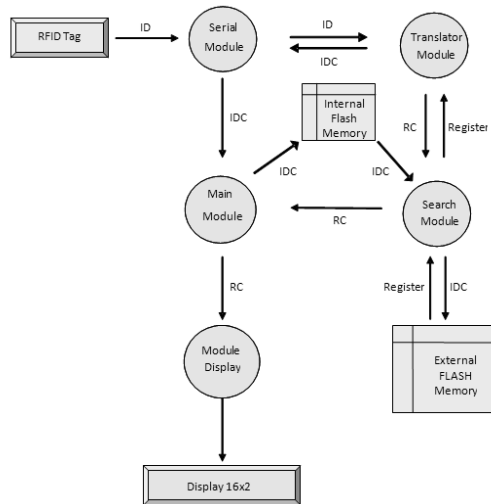 RFID Tag
ID
Serial
Module
ID
IDC
Translator
Module
IDC
Internal
Flash
Memory
RC
Register
IDC
IDC
Main
Module
RC
Search
Module
RC
Register
IDC
Module
Display
External
FLASH
Memory
Display 16x2